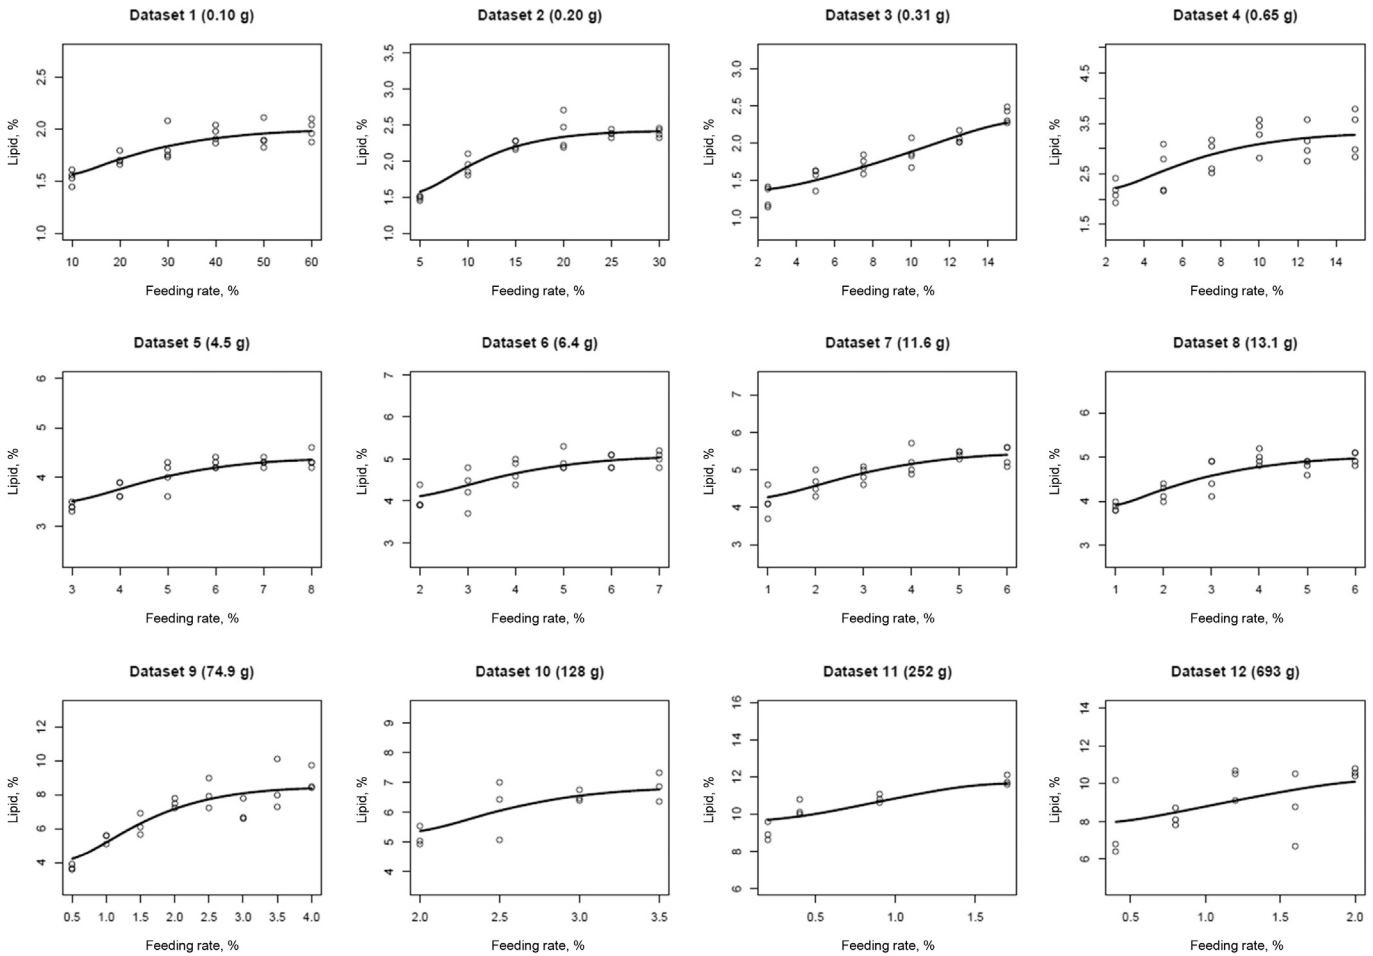 Dataset 1 (0.10 g)
Lipid, %
1.0 1.5 2.0 2.5
10 20 30 40 50 60
Feeding rate, %
Dataset 2 (0.20 g)
Lipid, %
1.0 1.5 2.0 2.5 3.0 3.5
5 10 15 20 25 30
Feeding rate, %
Dataset 3 (0.31 g)
Lipid, %
1.0 1.5 2.0 2.5 3.0
2 4 6 8 10 12 14
Feeding rate, %
Dataset 4 (0.65 g)
Lipid, %
1.5 2.5 3.5 4.5
2 4 6 8 10 12 14
Feeding rate, %
Dataset 5 (4.5 g)
Lipid, %
3 4 5 6
3 4 5 6 7 8
Feeding rate, %
Dataset 6 (6.4 g)
Lipid, %
3 4 5 6 7
2 3 4 5 6 7
Feeding rate, %
Dataset 7 (11.6 g)
Lipid, %
3 4 5 6 7
1 2 3 4 5 6
Feeding rate, %
Dataset 8 (13.1 g)
Lipid, %
3 4 5 6
1 2 3 4 5 6
Feeding rate, %
Dataset 9 (74.9 g)
Lipid, %
4 6 8 10 12
0.5 1.0 1.5 2.0 2.5 3.0 3.5 4.0
Feeding rate, %
Dataset 10 (128 g)
Lipid, %
4 5 6 7 8 9
2.0 2.5 3.0 3.5
Feeding rate, %
Dataset 11 (252 g)
Lipid, %
6 8 10 12 14 16
0.5 1.0 1.5
Feeding rate, %
Dataset 12 (693 g)
Lipid, %
6 8 10 12 14
0.5 1.0 1.5 2.0
Feeding rate, %